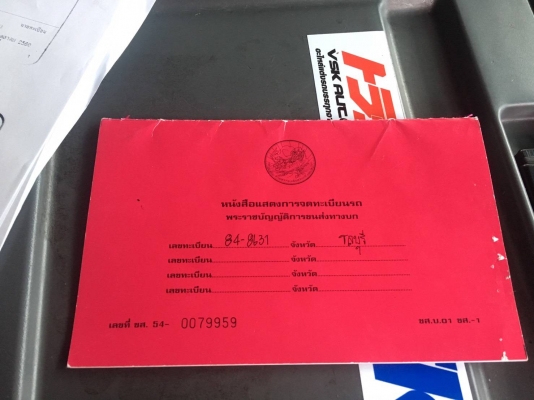 VSK AUTO
หนังสือแสดงการจดทะเบียนรถ
พระราชบัญญัติการขนส่งทางบก
เลขทะเบียน 84-8631 จังหวัด ชลบุรี
เลขทะเบียน จังหวัด
เลขทะเบียน จังหวัด
เลขทะเบียน จังหวัด
เลขที่ ขส. 54- 0079959 ขส.บ.01 ขส.-1